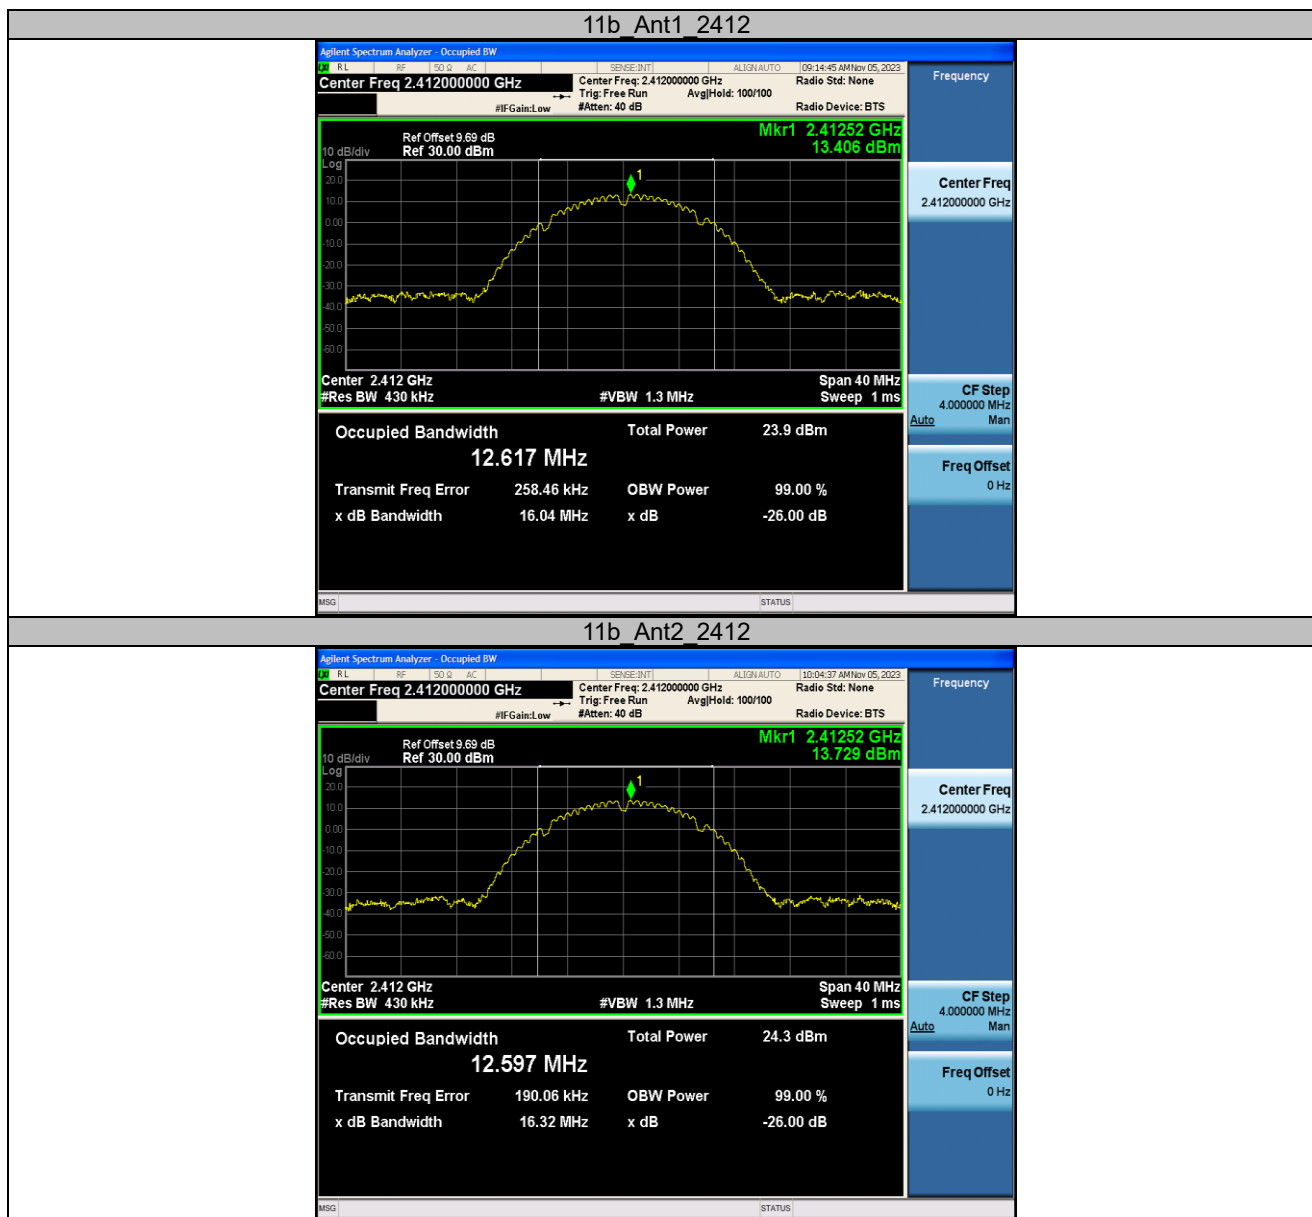 11b_Ant1_2412
Agilent Spectrum Analyzer - Occupied BW
LXI RL RF 50 Ω AC SENSE:INT ALIGNAUTO 09:14:45 AM Nov 05, 2023
Center Freq 2.412000000 GHz
Center Freq: 2.412000000 GHz Radio Std: None
Trig: Free Run Avg|Hold: 100/100
#IFGain:Low #Atten: 40 dB Radio Device: BTS
Frequency
Mkr1 2.41252 GHz
13.406 dBm
Ref Offset 9.69 dB
10 dB/div Ref 30.00 dBm
Log
20.0
10.0
0.00
-10.0
-20.0
-30.0
-40.0
-50.0
-60.0
1
Center 2.412 GHz Span 40 MHz
#Res BW 430 kHz #VBW 1.3 MHz Sweep 1 ms
Occupied Bandwidth Total Power 23.9 dBm
12.617 MHz
Transmit Freq Error 258.46 kHz OBW Power 99.00 %
x dB Bandwidth 16.04 MHz x dB -26.00 dB
Center Freq
2.412000000 GHz
CF Step
4.000000 MHz
Auto Man
Freq Offset
0 Hz
MSG STATUS
11b_Ant2_2412
Agilent Spectrum Analyzer - Occupied BW
LXI RL RF 50 Ω AC SENSE:INT ALIGNAUTO 10:04:37 AM Nov 05, 2023
Center Freq 2.412000000 GHz
Center Freq: 2.412000000 GHz Radio Std: None
Trig: Free Run Avg|Hold: 100/100
#IFGain:Low #Atten: 40 dB Radio Device: BTS
Frequency
Mkr1 2.41252 GHz
13.729 dBm
Ref Offset 9.69 dB
10 dB/div Ref 30.00 dBm
Log
20.0
10.0
0.00
-10.0
-20.0
-30.0
-40.0
-50.0
-60.0
1
Center 2.412 GHz Span 40 MHz
#Res BW 430 kHz #VBW 1.3 MHz Sweep 1 ms
Occupied Bandwidth Total Power 24.3 dBm
12.597 MHz
Transmit Freq Error 190.06 kHz OBW Power 99.00 %
x dB Bandwidth 16.32 MHz x dB -26.00 dB
Center Freq
2.412000000 GHz
CF Step
4.000000 MHz
Auto Man
Freq Offset
0 Hz
MSG STATUS